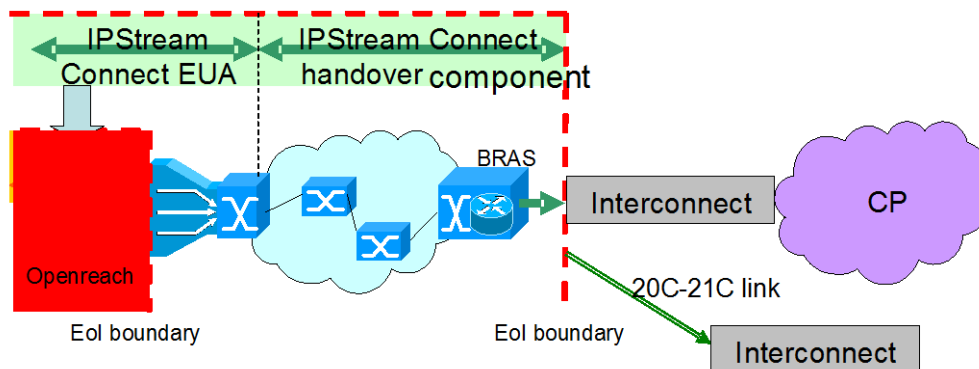 IPStream
Connect EUA
IPStream Connect
handover component
BRAS
Interconnect
CP
Openreach
20C-21C link
EoI boundary
EoI boundary
Interconnect